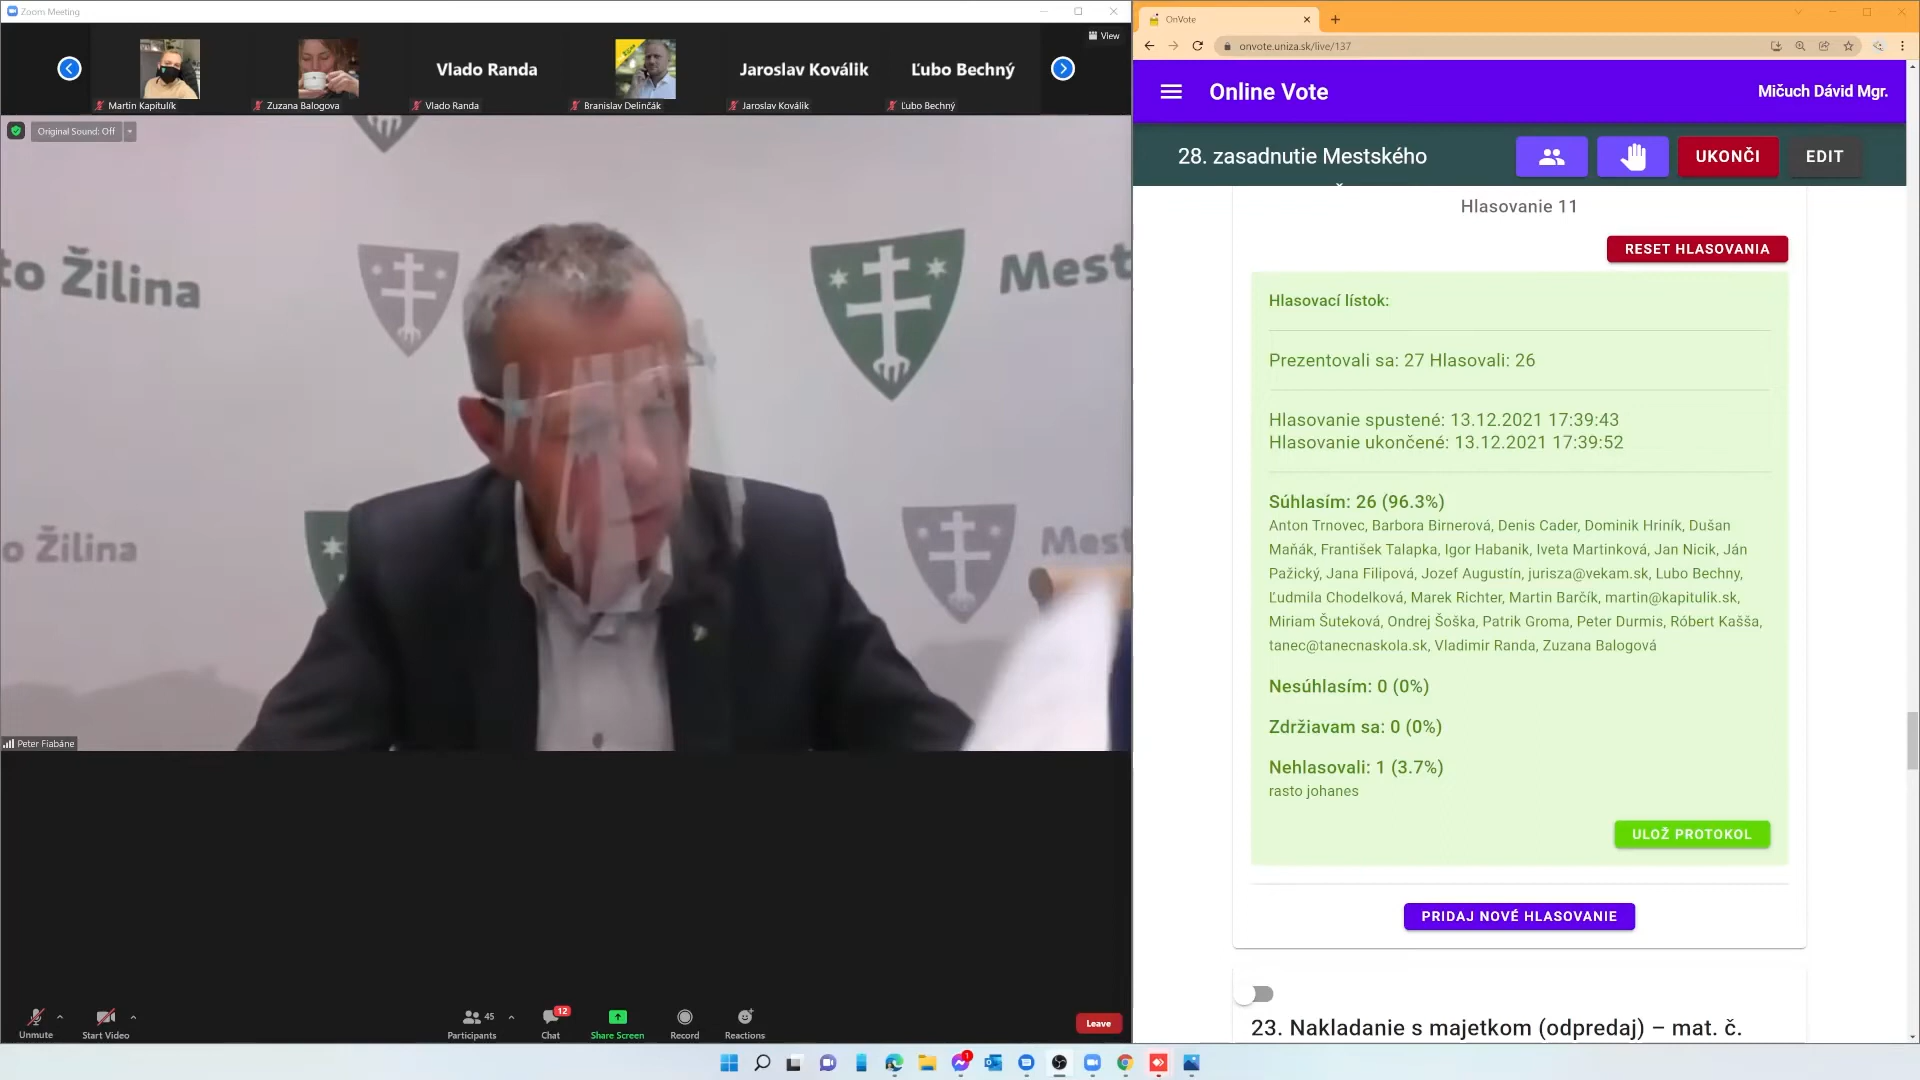 Zoom Meeting
View
Vlado Randa
Jaroslav Koválik
Ľubo Bechný
Martin Kapitulík
Zuzana Balogova
Vlado Randa
Branislav Delinčák
Jaroslav Koválik
Ľubo Bechný
Original Sound: Off
to Žilina
Mest
o Žilina
Mest
Peter Fiabáne
Unmute
Start Video
45
Participants
12
Chat
Share Screen
Record
Reactions
Leave
OnVote
onvote.uniza.sk/live/137
Online Vote
Mičuch Dávid Mgr.
28. zasadnutie Mestského
UKONČI
EDIT
Hlasovanie 11
RESET HLASOVANIA
Hlasovací lístok:
Prezentovali sa: 27 Hlasovali: 26
Hlasovanie spustené: 13.12.2021 17:39:43
Hlasovanie ukončené: 13.12.2021 17:39:52
Súhlasím: 26 (96.3%)
Anton Trnovec, Barbora Birnerová, Denis Cader, Dominik Hriník, Dušan
Maňák, František Talapka, Igor Habanik, Iveta Martinková, Jan Nicik, Ján
Pažický, Jana Filipová, Jozef Augustín, jurisza@vekam.sk, Lubo Bechny,
Ľudmila Chodelková, Marek Richter, Martin Barčík, martin@kapitulik.sk,
Miriam Šuteková, Ondrej Šoška, Patrik Groma, Peter Durmis, Róbert Kašša,
tanec@tanecnaskola.sk, Vladimir Randa, Zuzana Balogová
Nesúhlasím: 0 (0%)
Zdržiavam sa: 0 (0%)
Nehlasovali: 1 (3.7%)
rasto johanes
ULOŽ PROTOKOL
PRIDAJ NOVÉ HLASOVANIE
23. Nakladanie s majetkom (odpredaj) – mat. č.
1